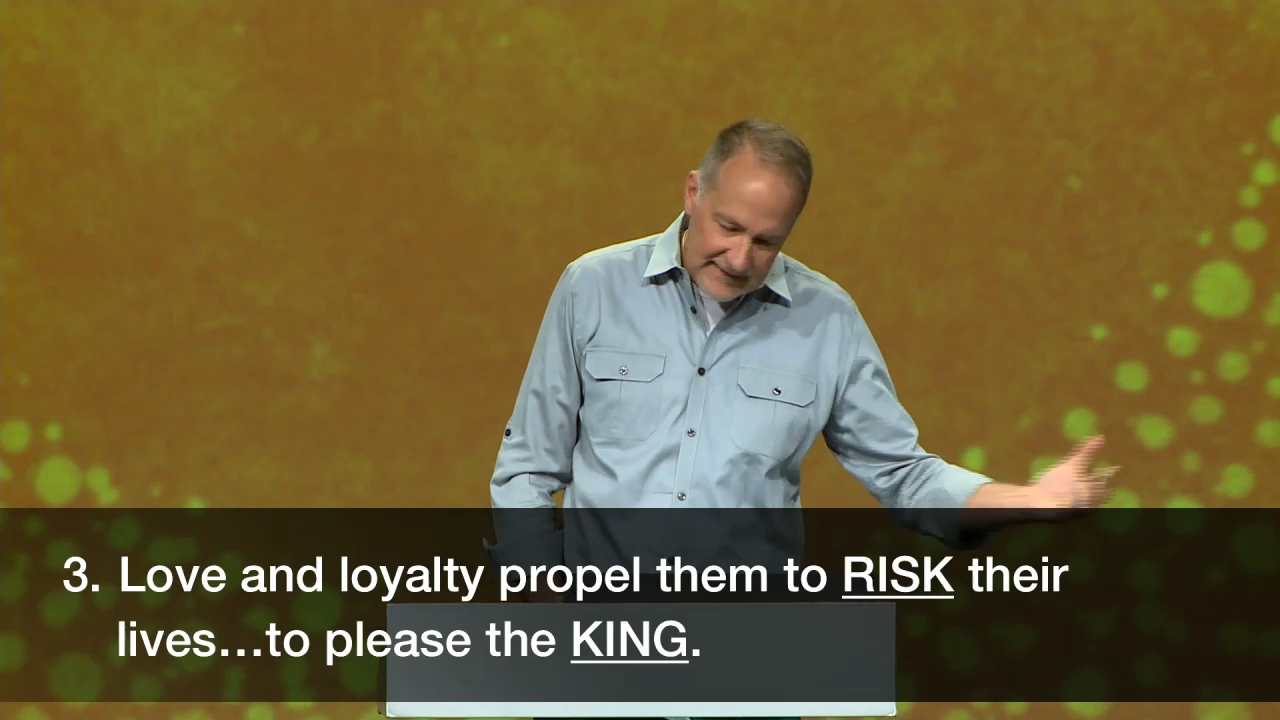 3. Love and loyalty propel them to RISK their
lives…to please the KING.